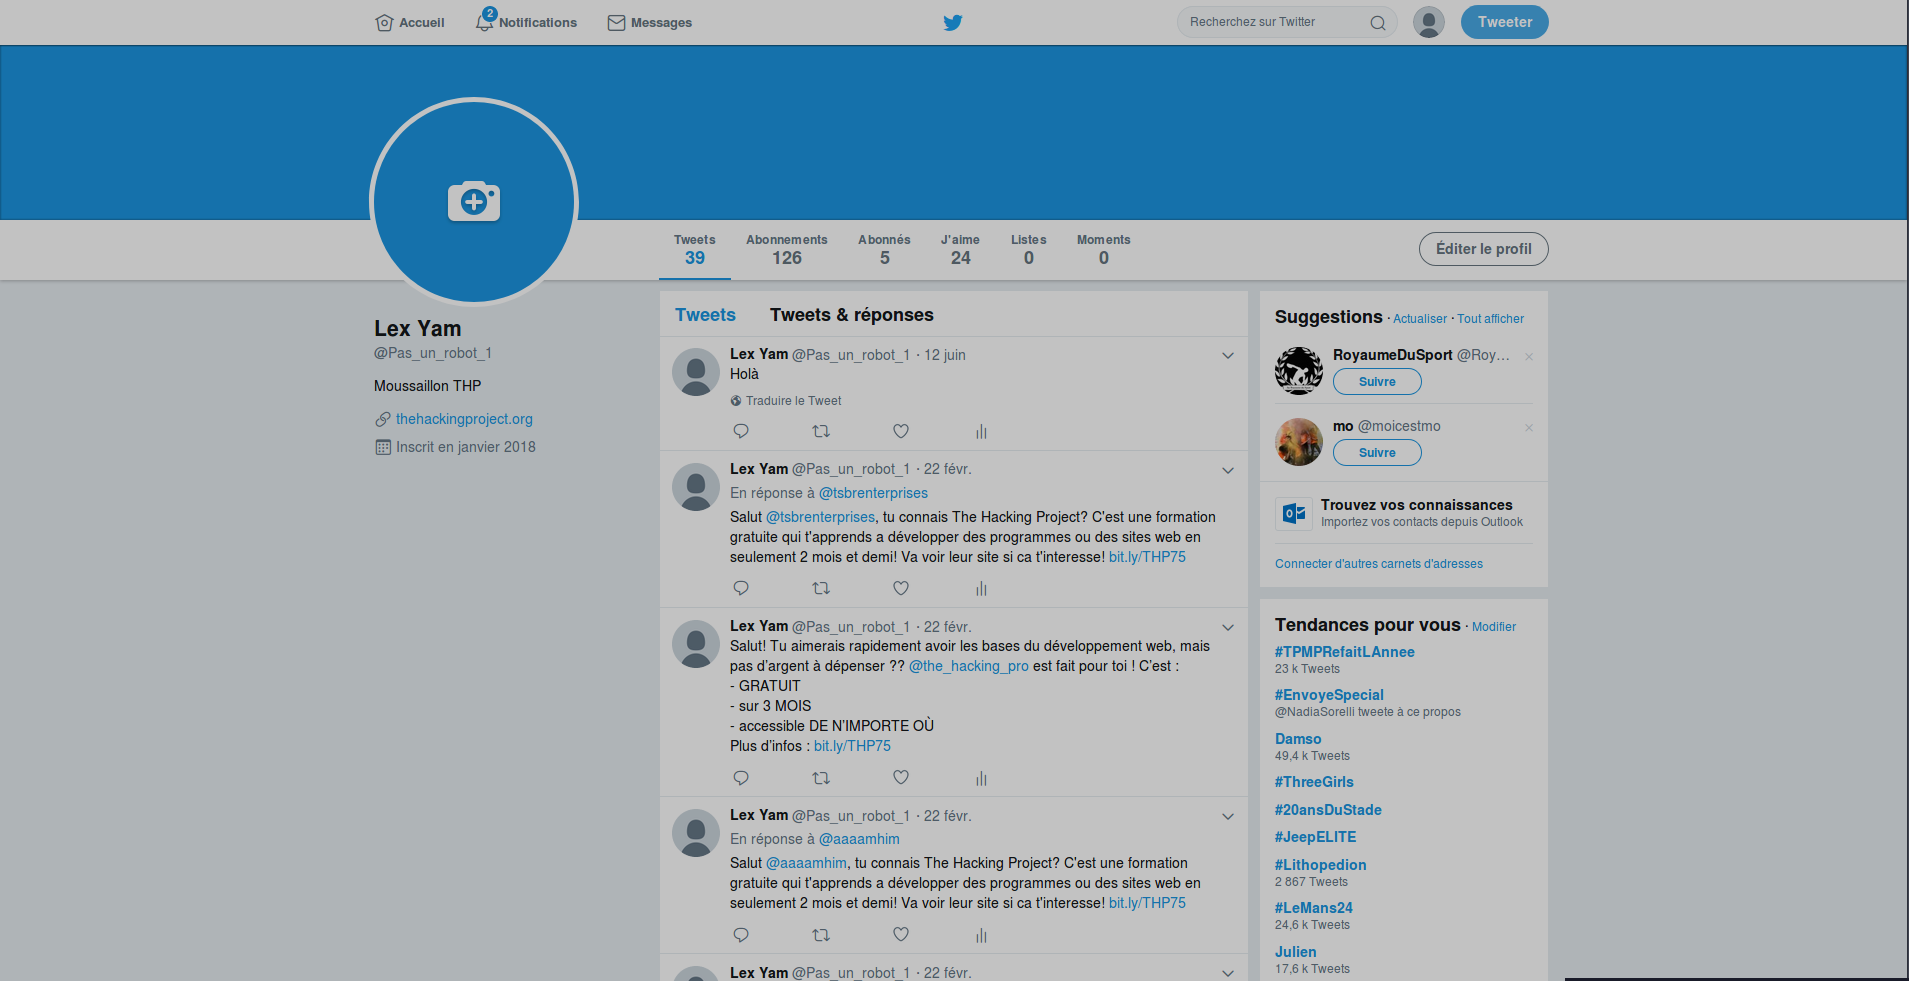 Accueil
2
Notifications
Messages
Recherchez sur Twitter
Tweeter
Tweets
39
Abonnements
126
Abonnés
5
J'aime
24
Listes
0
Moments
0
Éditer le profil
Lex Yam
@Pas_un_robot_1
Moussaillon THP
thehackingproject.org
Inscrit en janvier 2018
Tweets
Tweets & réponses
Lex Yam @Pas_un_robot_1 · 12 juin
Holà
Traduire le Tweet
Lex Yam @Pas_un_robot_1 · 22 févr.
En réponse à @tsbrenterprises
Salut @tsbrenterprises, tu connais The Hacking Project? C'est une formation
gratuite qui t'apprends a développer des programmes ou des sites web en
seulement 2 mois et demi! Va voir leur site si ca t'interesse! bit.ly/THP75
Lex Yam @Pas_un_robot_1 · 22 févr.
Salut! Tu aimerais rapidement avoir les bases du développement web, mais
pas d’argent à dépenser ?? @the_hacking_pro est fait pour toi ! C’est :
- GRATUIT
- sur 3 MOIS
- accessible DE N’IMPORTE OÙ
Plus d’infos : bit.ly/THP75
Lex Yam @Pas_un_robot_1 · 22 févr.
En réponse à @aaaamhim
Salut @aaaamhim, tu connais The Hacking Project? C'est une formation
gratuite qui t'apprends a développer des programmes ou des sites web en
seulement 2 mois et demi! Va voir leur site si ca t'interesse! bit.ly/THP75
Lex Yam @Pas_un_robot_1 · 22 févr.
Suggestions · Actualiser · Tout afficher
RoyaumeDuSport @Roy...
Suivre
mo @moicestmo
Suivre
Trouvez vos connaissances
Importez vos contacts depuis Outlook
Connecter d'autres carnets d'adresses
Tendances pour vous · Modifier
#TPMPRefaitLAnnee
23 k Tweets
#EnvoyeSpecial
@NadiaSorelli tweete à ce propos
Damso
49,4 k Tweets
#ThreeGirls
#20ansDuStade
#JeepELITE
#Lithopedion
2 867 Tweets
#LeMans24
24,6 k Tweets
Julien
17,6 k Tweets